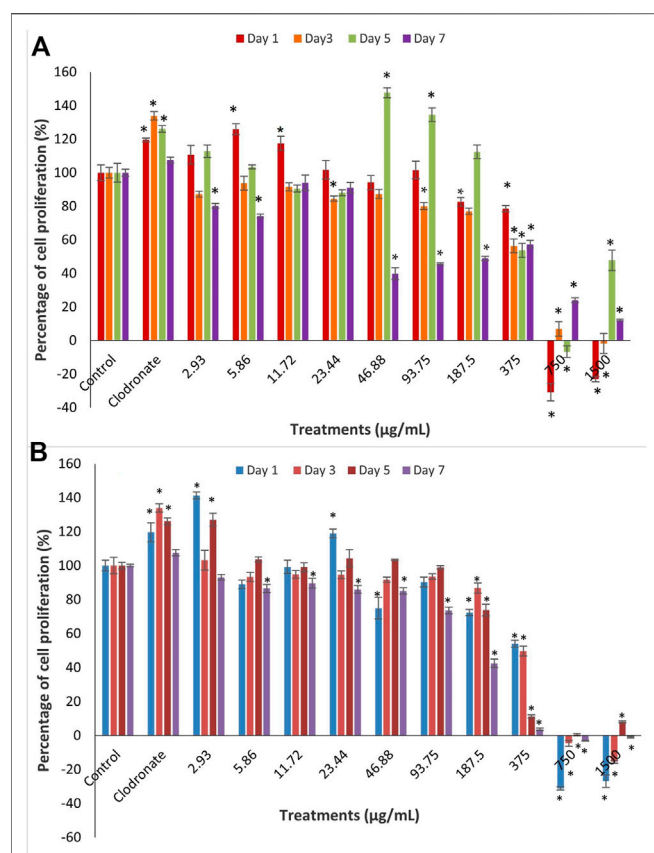 A
Day 1 Day3 Day 5 Day 7
160
140
120
100
80
60
40
20
0
-20
-40
Percentage of cell proliferation (%)
Control Clodronate 2.93 5.86 11.72 23.44 46.88 93.75 187.5 375 750 1500
Treatments (µg/mL)
B
Day 1 Day 3 Day 5 Day 7
160
140
120
100
80
60
40
20
0
-20
-40
-60
Percentage of cell proliferation (%)
Control Clodronate 2.93 5.86 11.72 23.44 46.88 93.75 187.5 375 750 1500
Treatments (µg/mL)